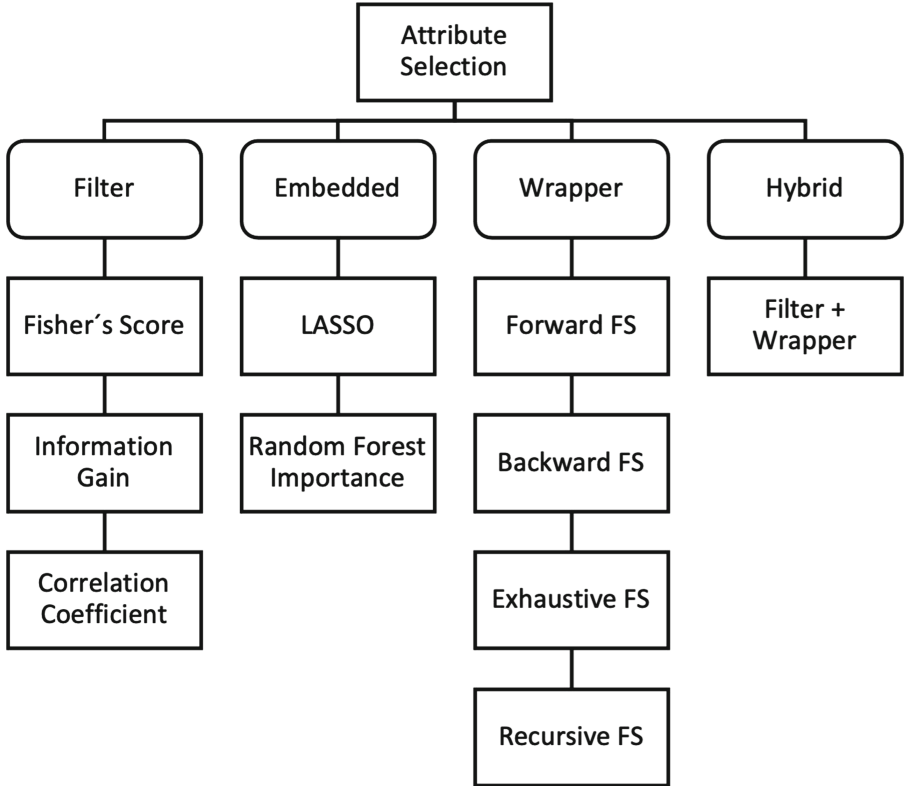 Attribute
Selection
Filter
Embedded
Wrapper
Hybrid
Fisher´s Score
LASSO
Forward FS
Filter +
Wrapper
Information
Gain
Random Forest
Importance
Backward FS
Correlation
Coefficient
Exhaustive FS
Recursive FS